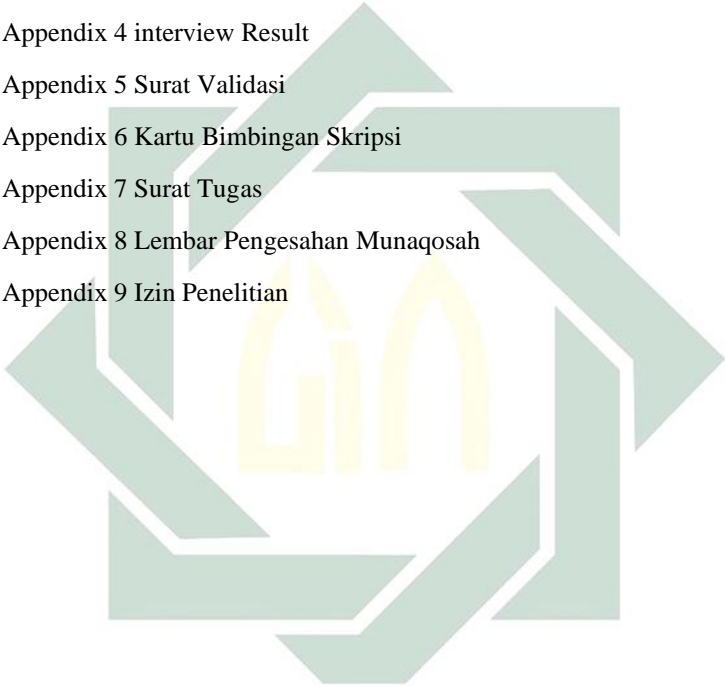 Appendix 4 interview Result
Appendix 5 Surat Validasi
Appendix 6 Kartu Bimbingan Skripsi
Appendix 7 Surat Tugas
Appendix 8 Lembar Pengesahan Munaqosah
Appendix 9 Izin Penelitian